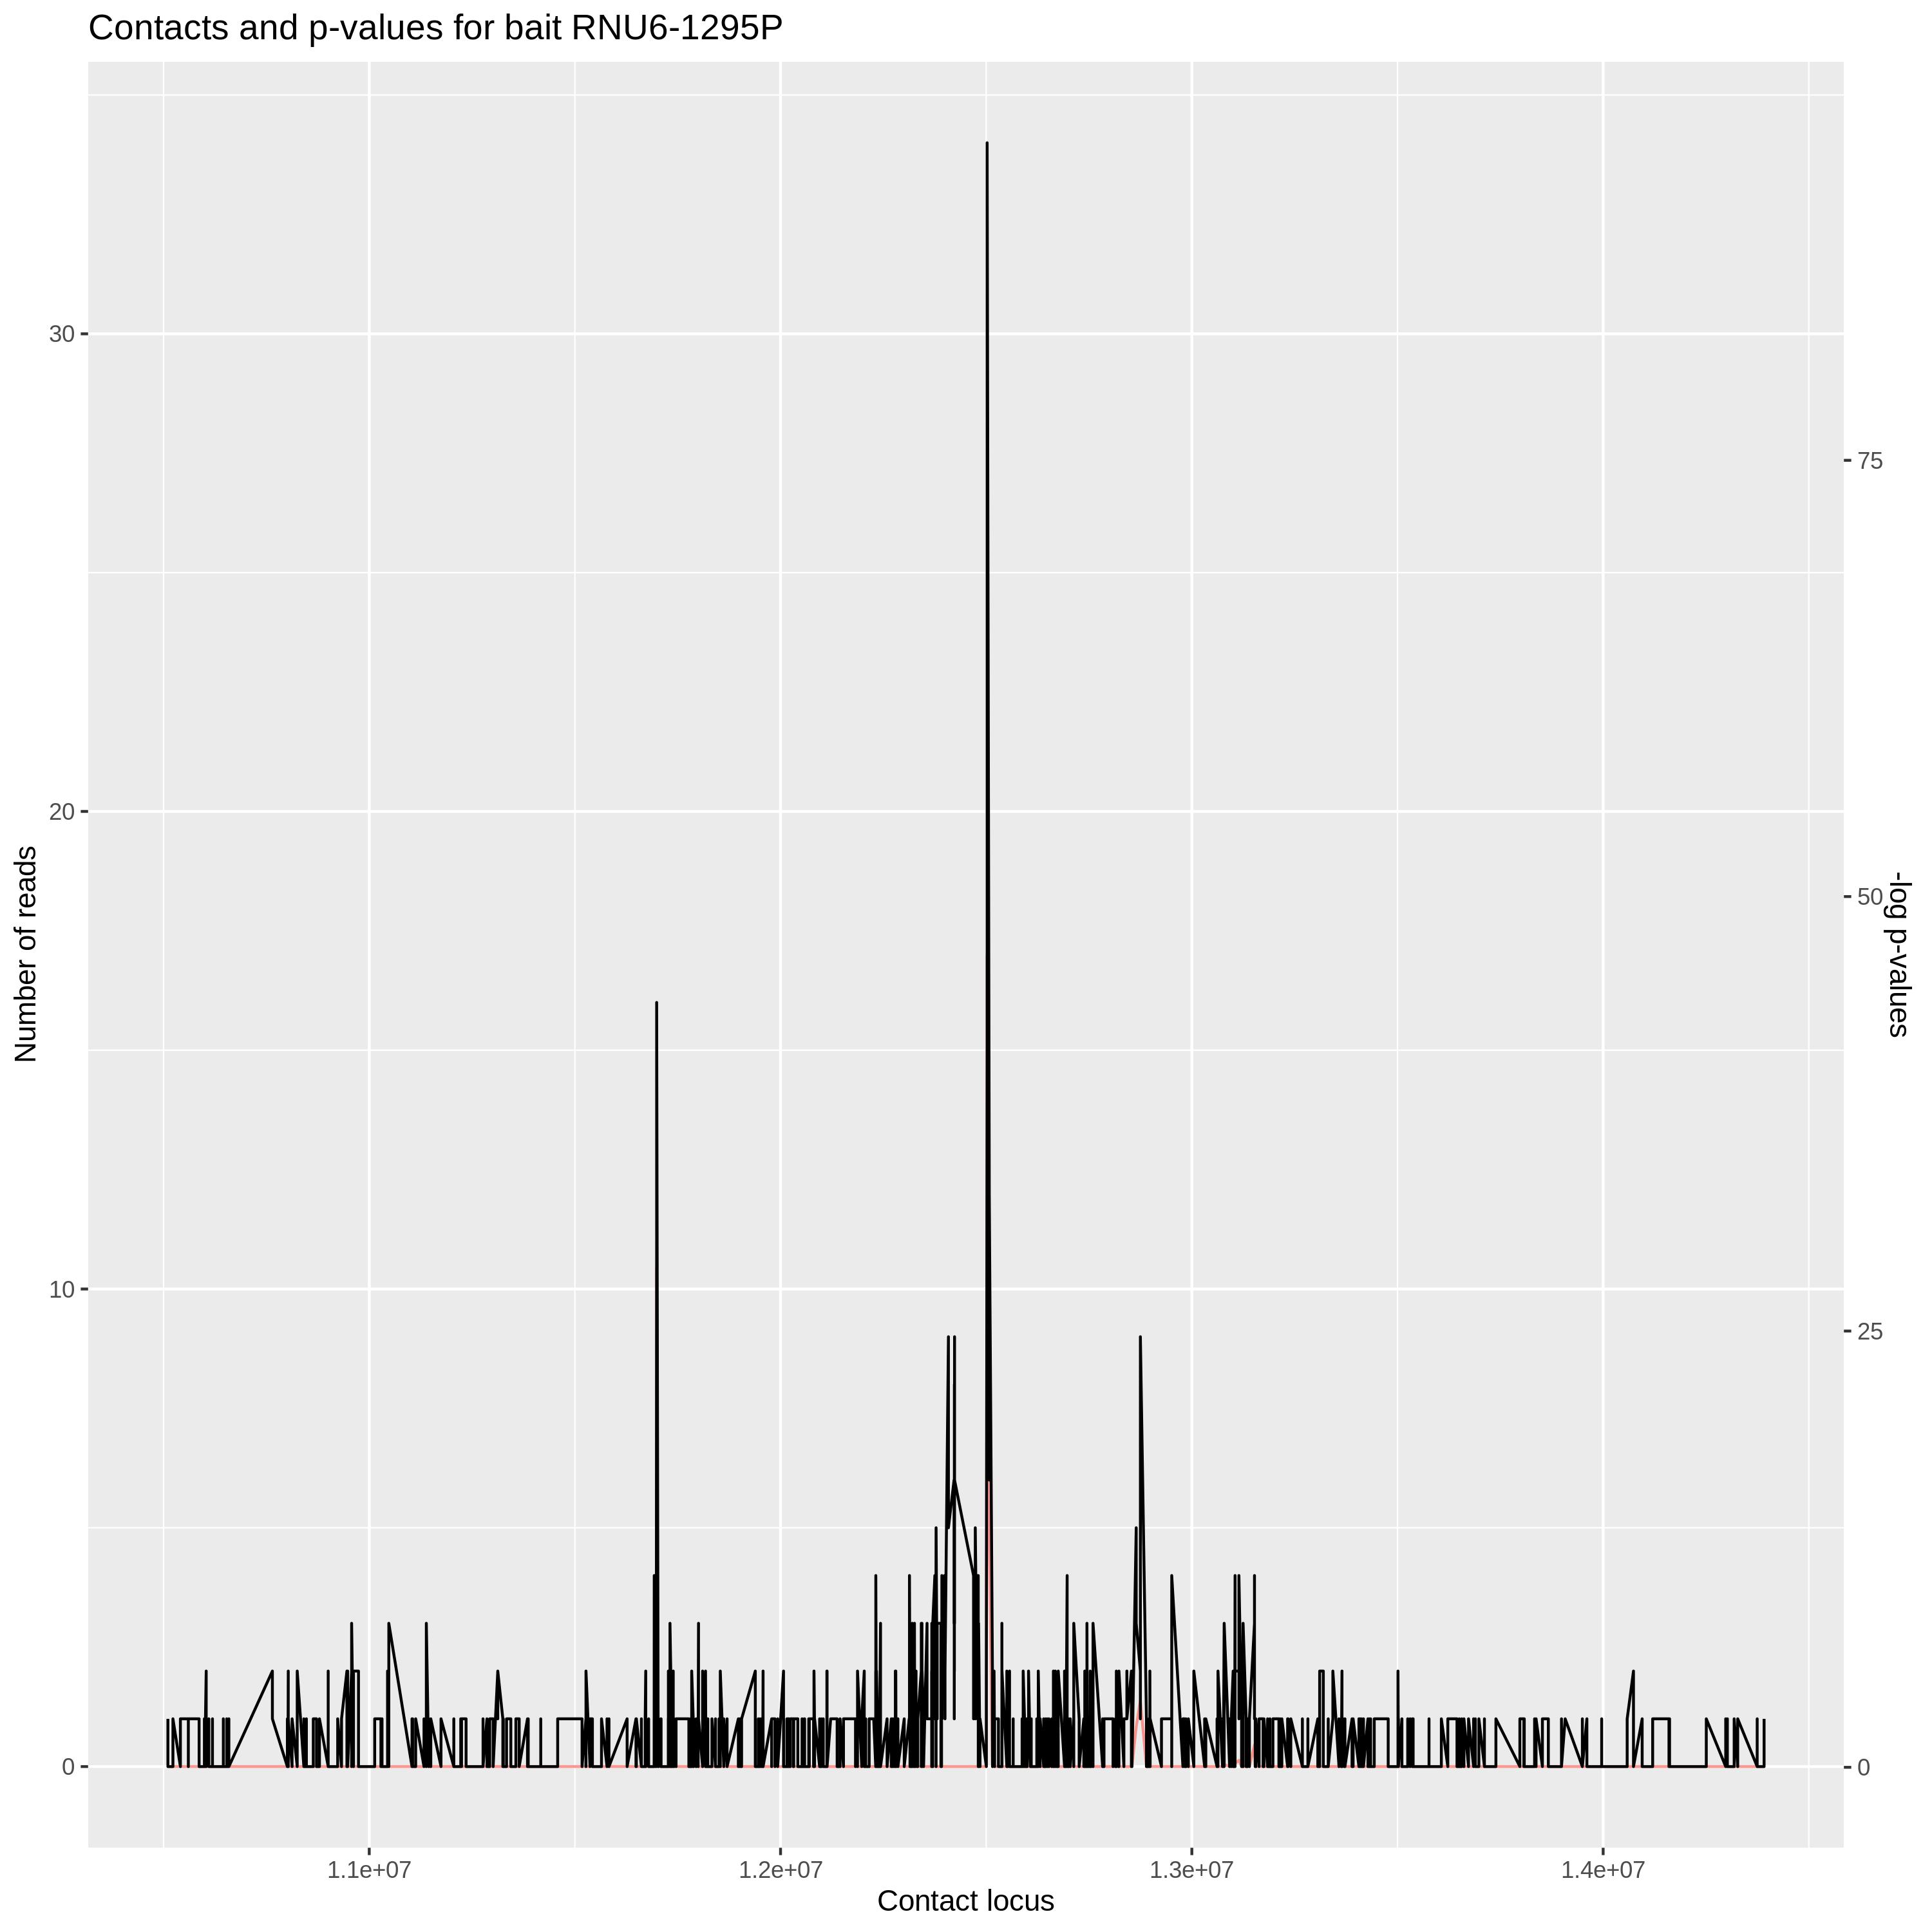 Contacts and p-values for bait RNU6-1295P
30
20
10
0
Number of reads
75
50
25
0
-log p-values
1.1e+07
1.2e+07
1.3e+07
1.4e+07
Contact locus